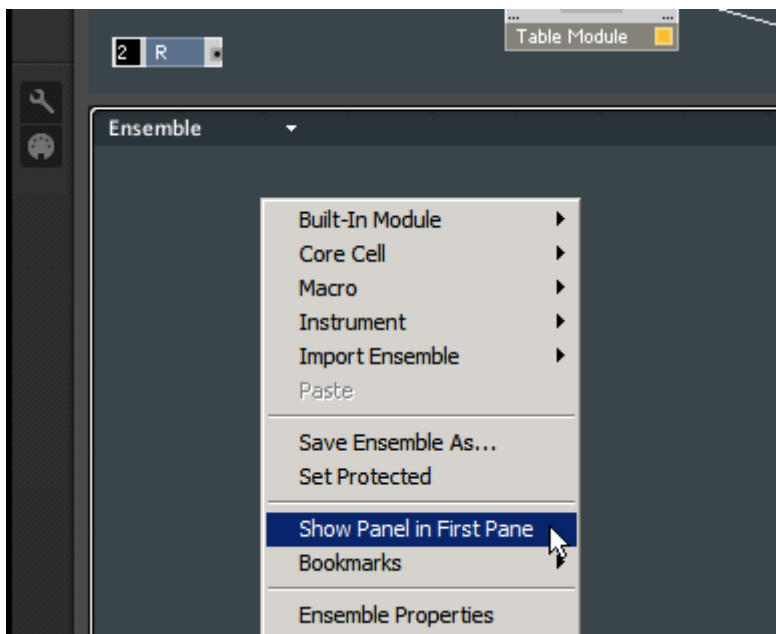 ...
...
Table Module
2 R
Ensemble
Built-In Module
Core Cell
Macro
Instrument
Import Ensemble
Paste
Save Ensemble As...
Set Protected
Show Panel in First Pane
Bookmarks
Ensemble Properties